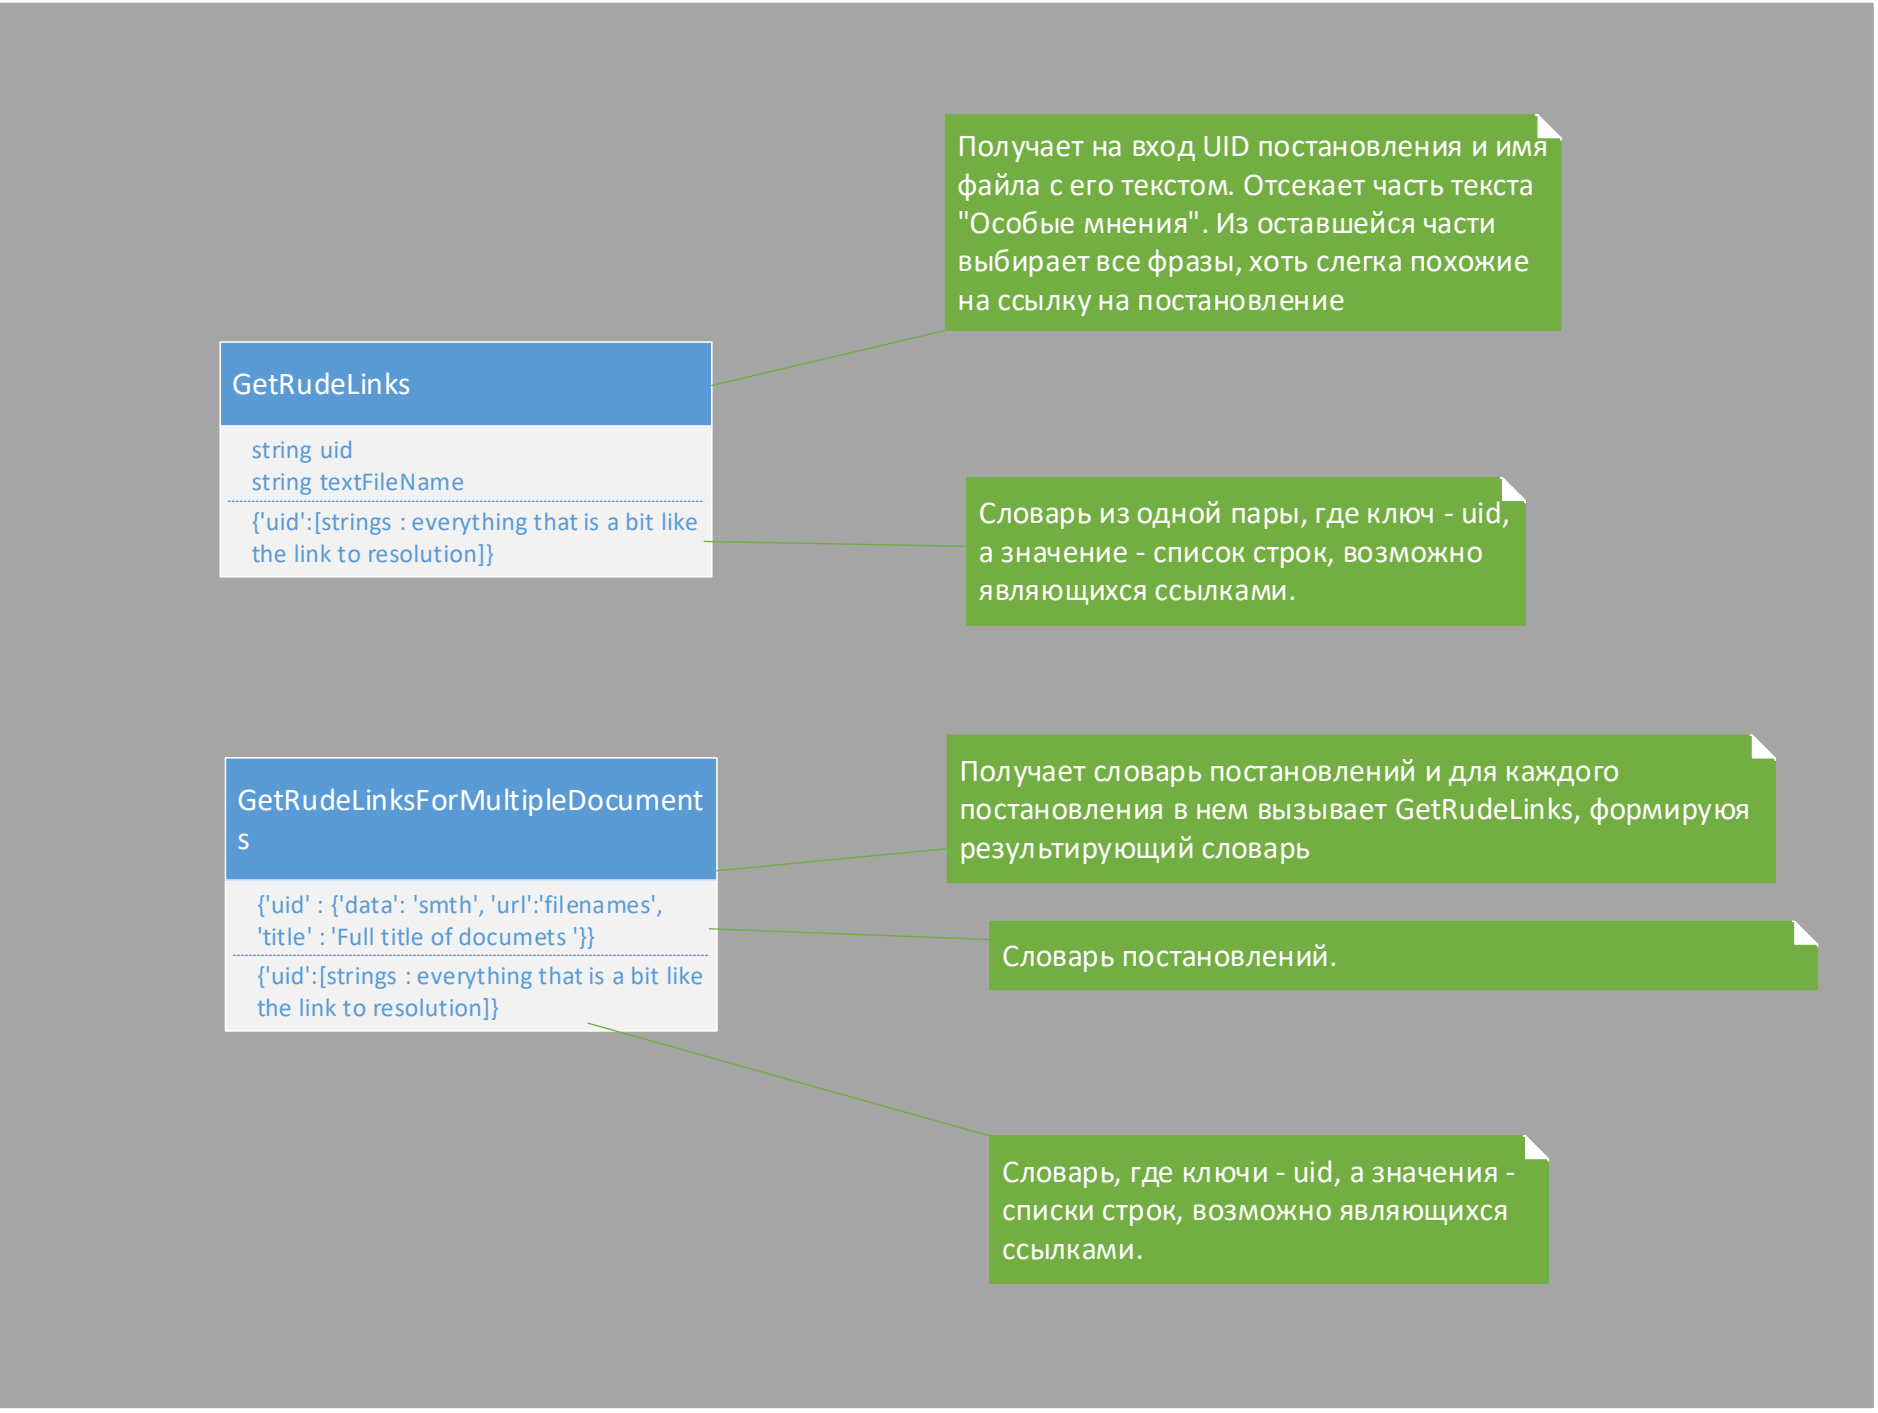 Получает на вход UID постановления и имя
файла с его текстом. Отсекает часть текста
"Особые мнения". Из оставшейся части
выбирает все фразы, хоть слегка похожие
на ссылку на постановление
GetRudeLinks
string uid
string textFileName
{'uid':[strings : everything that is a bit like
the link to resolution]}
Словарь из одной пары, где ключ - uid,
а значение - список строк, возможно
являющихся ссылками.
Получает словарь постановлений и для каждого
постановления в нем вызывает GetRudeLinks, формируюя
результирующий словарь
GetRudeLinksForMultipleDocument
s
{'uid' : {'data': 'smth', 'url':'filenames',
'title' : 'Full title of documets '}}
{'uid':[strings : everything that is a bit like
the link to resolution]}
Словарь постановлений.
Словарь, где ключи - uid, а значения -
списки строк, возможно являющихся
ссылками.